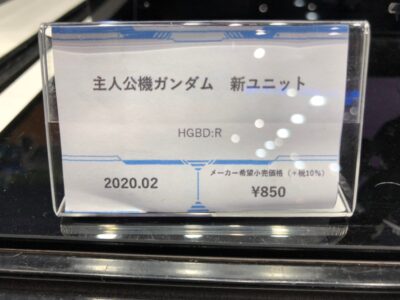 主人公機ガンダム　新ユニット
HGBD:R
2020.02
メーカー希望小売価格（＋税10%）
¥850